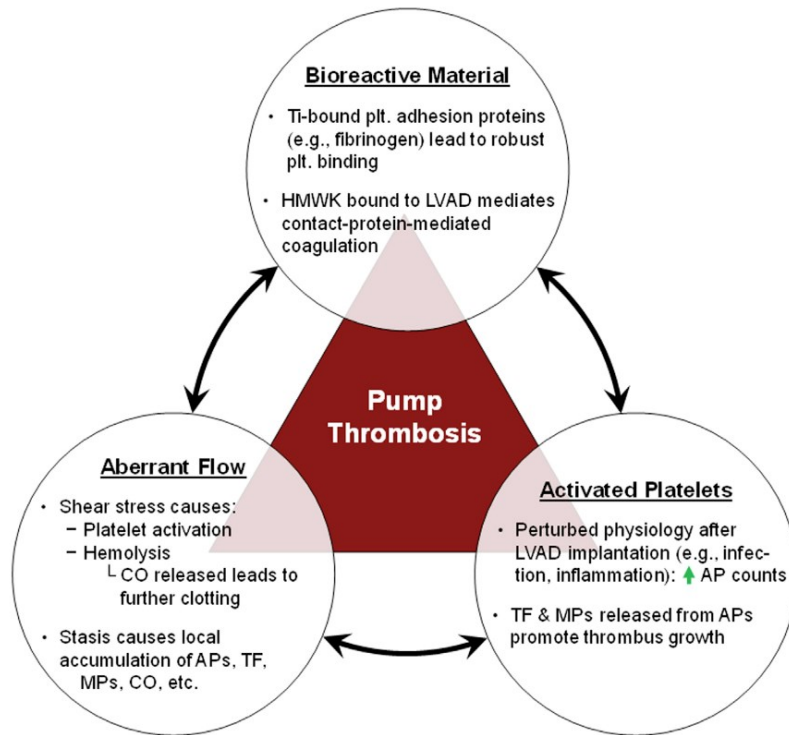 Bioreactive Material
• Ti-bound plt. adhesion proteins
(e.g., fibrinogen) lead to robust
plt. binding
• HMWK bound to LVAD mediates
contact-protein-mediated
coagulation
Pump
Thrombosis
Aberrant Flow
• Shear stress causes:
– Platelet activation
– Hemolysis
└ CO released leads to
further clotting
• Stasis causes local
accumulation of APs, TF,
MPs, CO, etc.
Activated Platelets
• Perturbed physiology after
LVAD implantation (e.g., infec-
tion, inflammation): ⬆ AP counts
• TF & MPs released from APs
promote thrombus growth